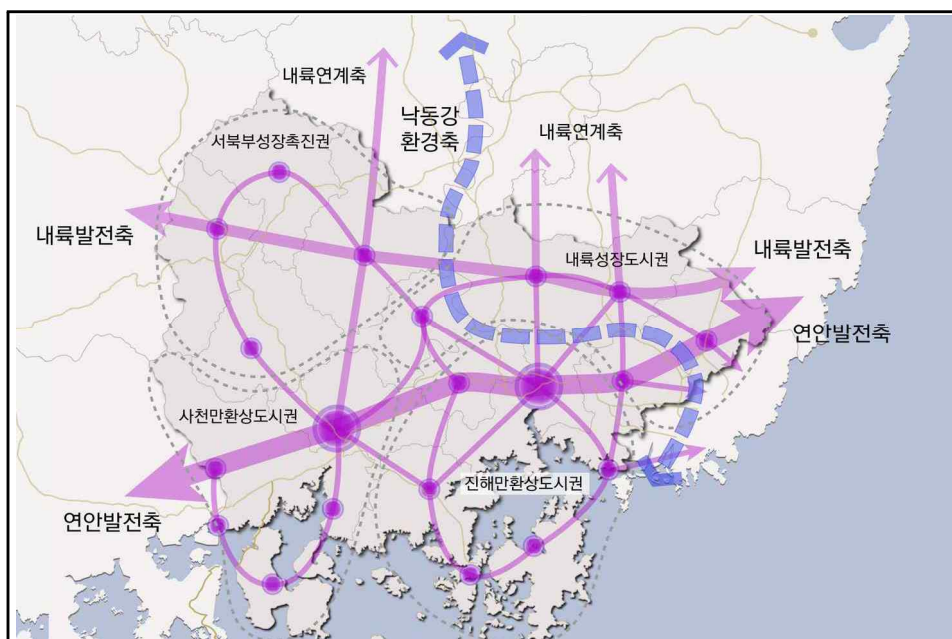 내륙연계축
낙동강
환경축
내륙연계축
서북부성장촉진권
내륙발전축
내륙성장도시권
내륙발전축
연안발전축
사천만환상도시권
진해만환상도시권
연안발전축